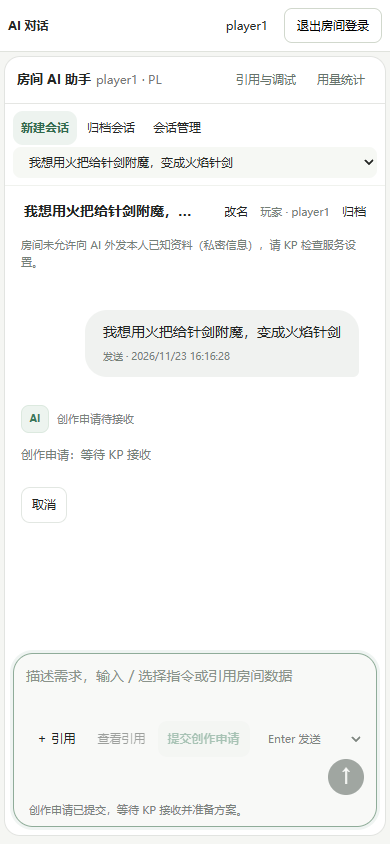 AI 对话
player1
退出房间登录
房间 AI 助手 player1 · PL
引用与调试
用量统计
新建会话
归档会话
会话管理
我想用火把给针剑附魔，变成火焰针剑
我想用火把给针剑附魔，...
改名
玩家 · player1
归档
房间未允许向 AI 外发本人已知资料（私密信息），请 KP 检查服务设
置。
我想用火把给针剑附魔，变成火焰针剑
发送 · 2026/11/23 16:16:28
AI
创作申请待接收
创作申请：等待 KP 接收
取消
描述需求，输入 / 选择指令或引用房间数据
+ 引用
查看引用
提交创作申请
Enter 发送
创作申请已提交，等待 KP 接收并准备方案。